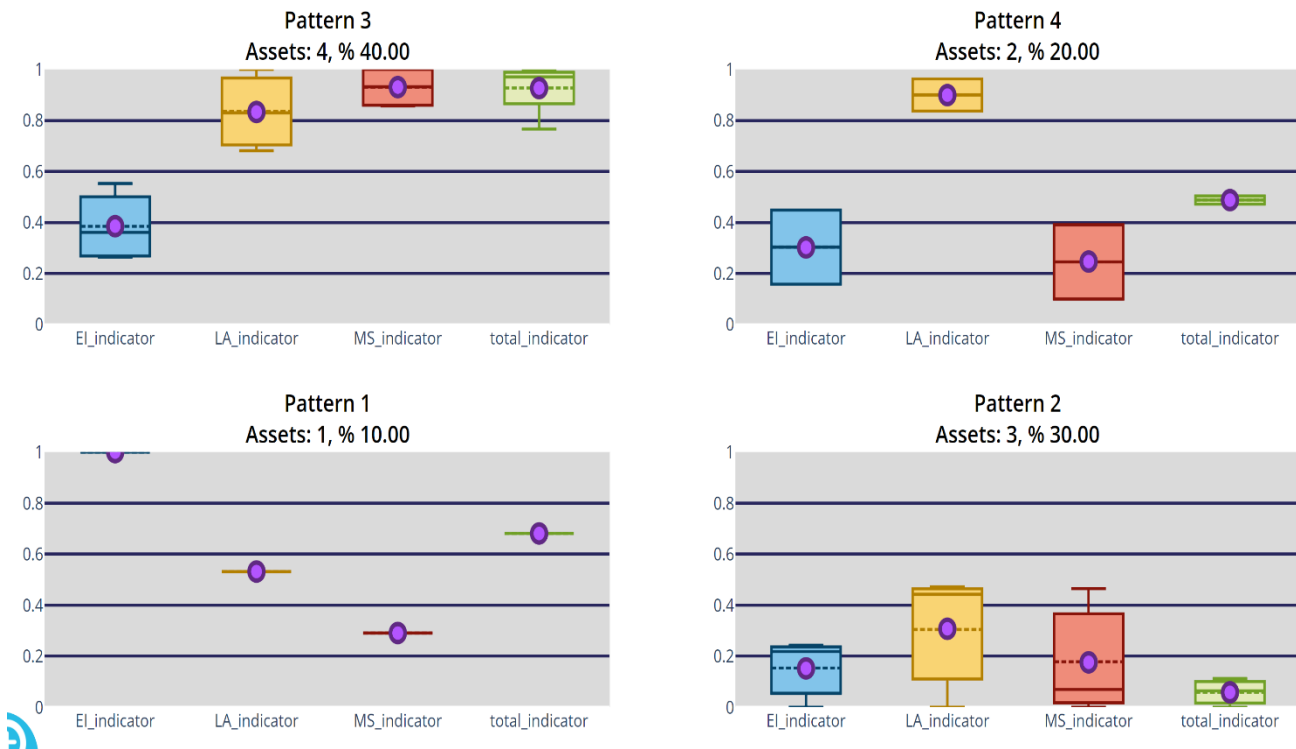 Pattern 3
Assets: 4, % 40.00
1
0.8
0.6
0.4
0.2
0
EI_indicator LA_indicator MS_indicator total_indicator
Pattern 4
Assets: 2, % 20.00
1
0.8
0.6
0.4
0.2
0
EI_indicator LA_indicator MS_indicator total_indicator
Pattern 1
Assets: 1, % 10.00
1
0.8
0.6
0.4
0.2
0
EI_indicator LA_indicator MS_indicator total_indicator
Pattern 2
Assets: 3, % 30.00
1
0.8
0.6
0.4
0.2
0
EI_indicator LA_indicator MS_indicator total_indicator